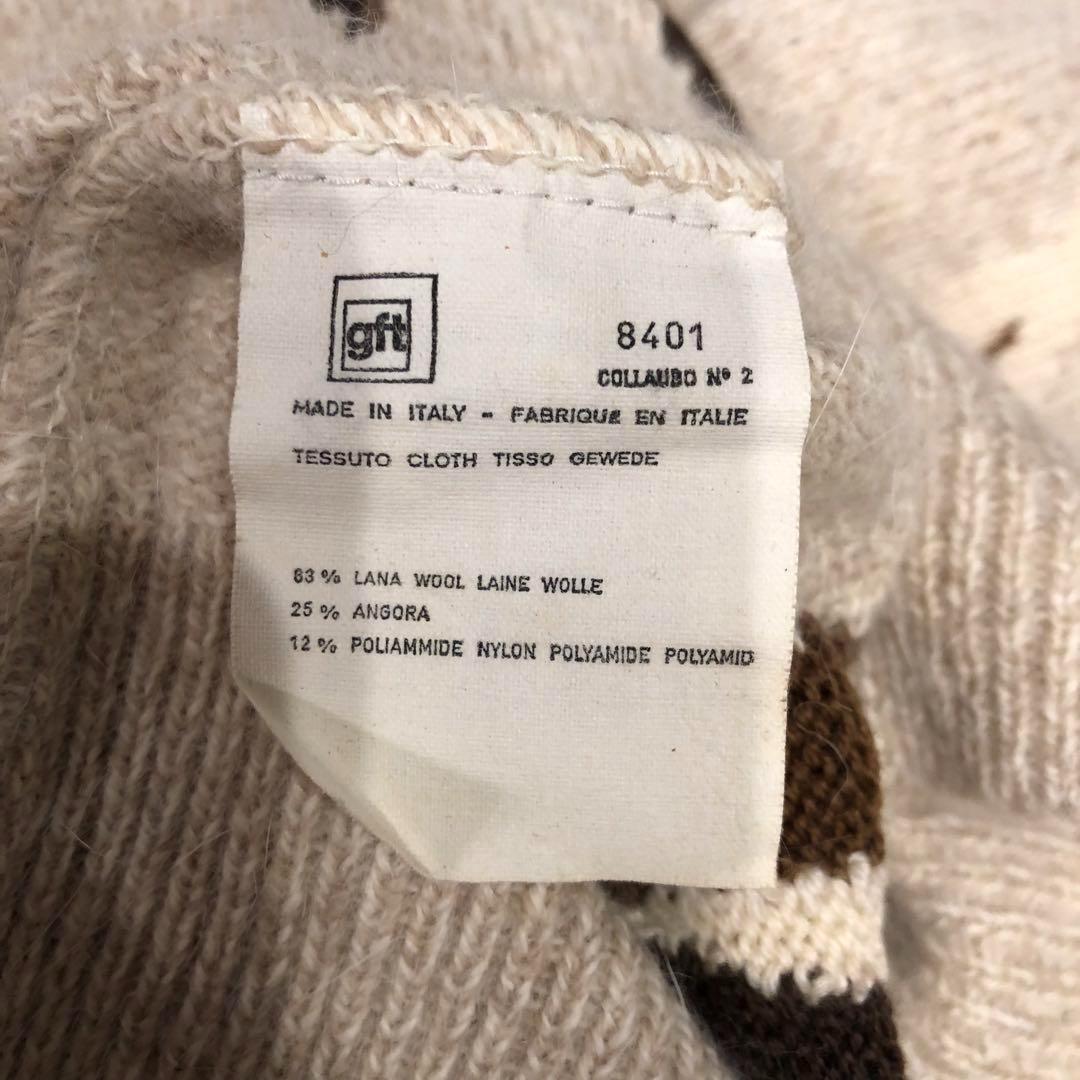 gft
8401
COLLAUDO Nº 2
MADE IN ITALY - FABRIQUE EN ITALIE
TESSUTO CLOTH TISSO GEWEDE
63 % LANA WOOL LAINE WOLLE
25 % ANGORA
12 % POLIAMMIDE NYLON POLYAMIDE POLYAMID